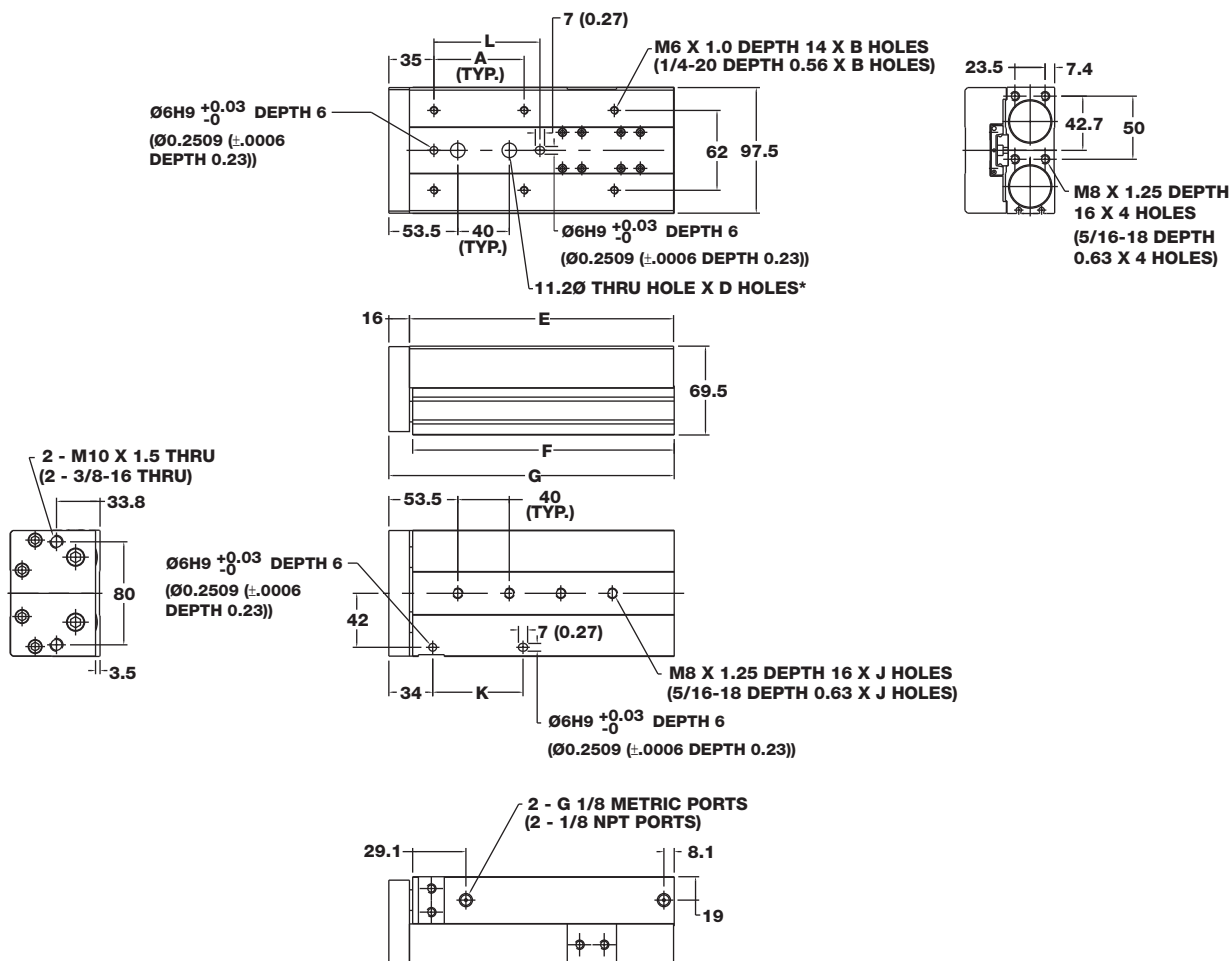 7 (0.27)
L
35
A
(TYP.)
M6 X 1.0 DEPTH 14 X B HOLES
(1/4-20 DEPTH 0.56 X B HOLES)
Ø6H9 +0.03 -0 DEPTH 6
(Ø0.2509 (±.0006
DEPTH 0.23))
62
97.5
53.5
40
(TYP.)
Ø6H9 +0.03 -0 DEPTH 6
(Ø0.2509 (±.0006 DEPTH 0.23))
11.2Ø THRU HOLE X D HOLES*
23.5
7.4
42.7
50
M8 X 1.25 DEPTH
16 X 4 HOLES
(5/16-18 DEPTH
0.63 X 4 HOLES)
16
E
69.5
F
G
2 - M10 X 1.5 THRU
(2 - 3/8-16 THRU)
33.8
80
3.5
53.5
40
(TYP.)
Ø6H9 +0.03 -0 DEPTH 6
(Ø0.2509 (±.0006
DEPTH 0.23))
42
7 (0.27)
34
K
M8 X 1.25 DEPTH 16 X J HOLES
(5/16-18 DEPTH 0.63 X J HOLES)
Ø6H9 +0.03 -0 DEPTH 6
(Ø0.2509 (±.0006 DEPTH 0.23))
2 - G 1/8 METRIC PORTS
(2 - 1/8 NPT PORTS)
29.1
8.1
19